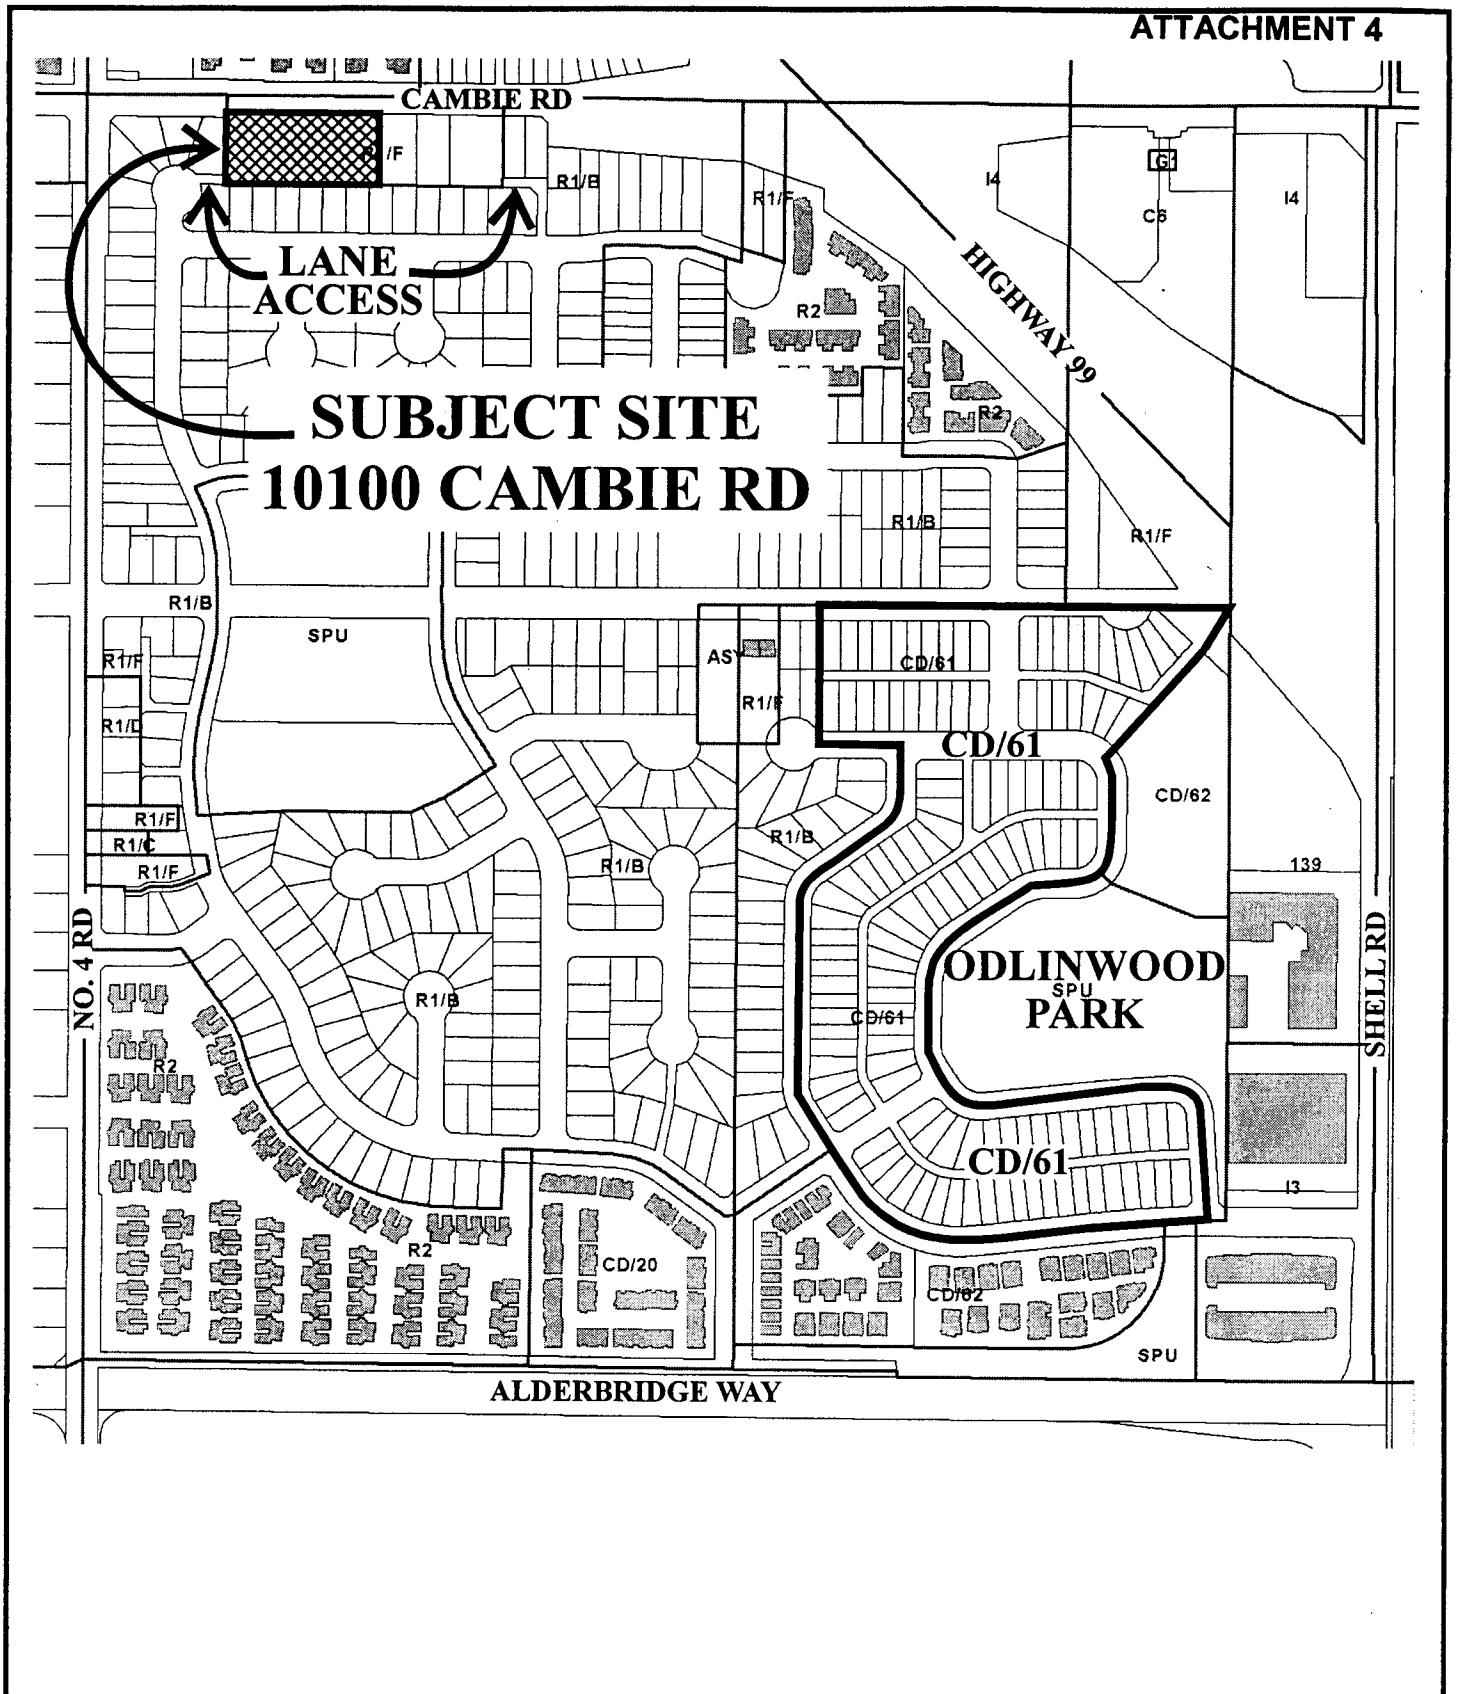 ATTACHMENT 4
CAMBIE RD
/F
R1/B
R1/F
I4
G1
C6
I4
LANE
ACCESS
HIGHWAY 99
R2
R2
SUBJECT SITE
10100 CAMBIE RD
R1/B
R1/F
R1/B
SPU
R1/F
AS
CD/61
R1/D
R1/F
CD/61
CD/62
R1/F
R1/C
R1/F
R1/B
R1/B
139
NO. 4 RD
SHELL RD
ODLINWOOD
SPU
PARK
R1/B
CD/61
R2
CD/61
I3
R2
CD/20
CD/62
SPU
ALDERBRIDGE WAY